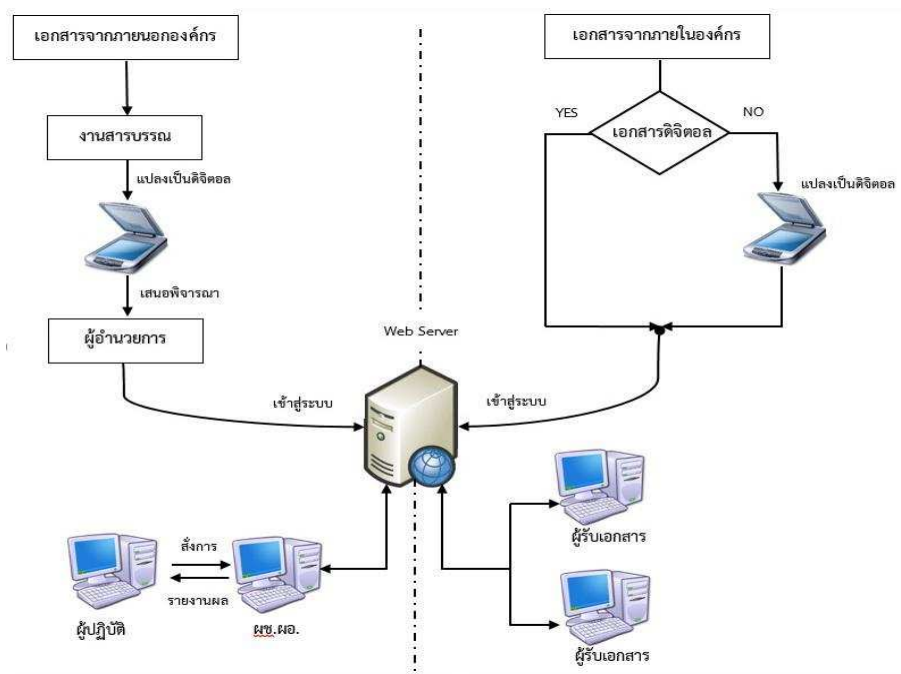 เอกสารจากภายนอกองค์กร
งานสารบรรณ
แปลงเป็นดิจิตอล
เสนอพิจารณา
ผู้อำนวยการ
เข้าสู่ระบบ
เอกสารจากภายในองค์กร
YES
เอกสารดิจิตอล
NO
แปลงเป็นดิจิตอล
Web Server
เข้าสู่ระบบ
สั่งการ
รายงานผล
ผู้ปฏิบัติ
ผช.ผอ.
ผู้รับเอกสาร
ผู้รับเอกสาร